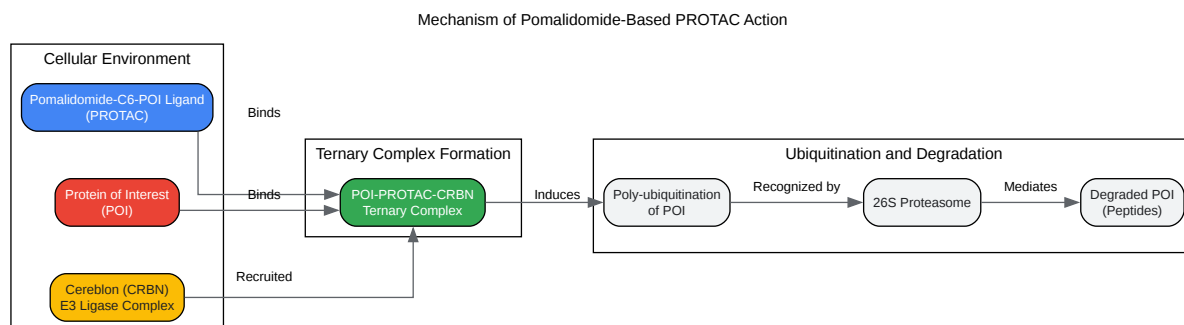 Mechanism of Pomalidomide-Based PROTAC Action
Cellular Environment
Pomalidomide-C6-POI Ligand
(PROTAC)
Binds
Ternary Complex Formation
Ubiquitination and Degradation
Protein of Interest
(POI)
Binds
POI-PROTAC-CRBN
Ternary Complex
Induces
Poly-ubiquitination
of POI
Recognized by
26S Proteasome
Mediates
Degraded POI
(Peptides)
Recruited
Cereblon (CRBN)
E3 Ligase Complex